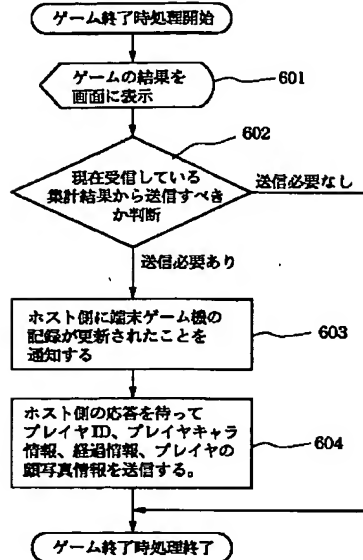 ゲーム終了時処理開始
ゲームの結果を
画面に表示
601
602
現在受信している
集計結果から送信すべき
か判断
送信必要なし
送信必要あり
ホスト側に端末ゲーム機の
記録が更新されたことを
通知する
603
ホスト側の応答を待って
プレイヤID、プレイヤキャラ
情報、経過情報、プレイヤの
顔写真情報を送信する。
604
ゲーム終了時処理終了